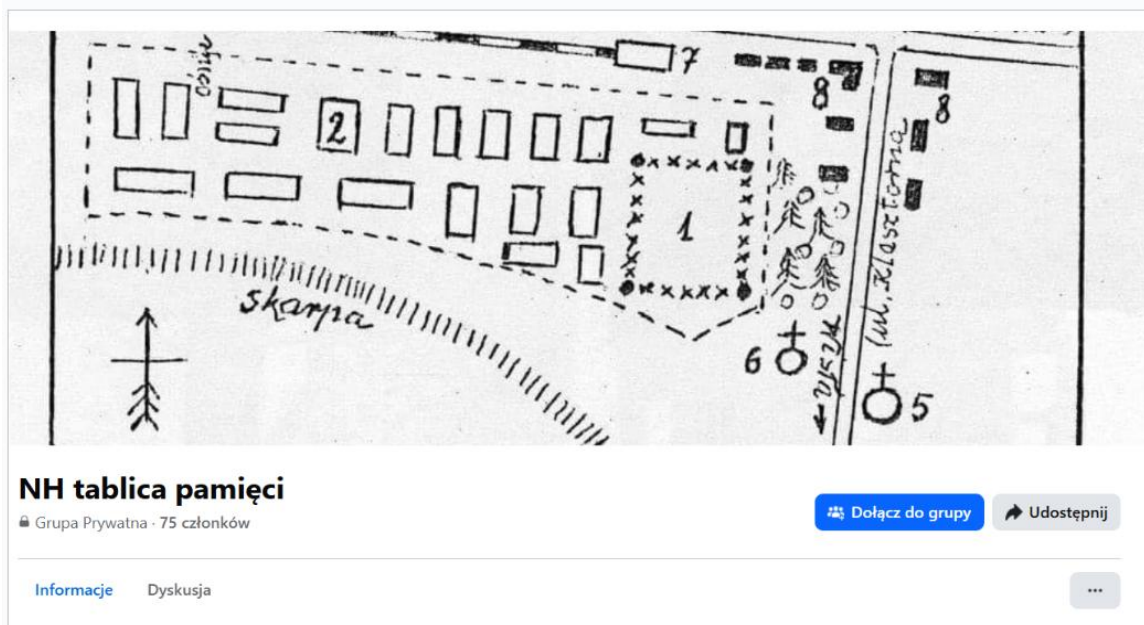 7
8
8
2
1
skarpa
(ul. Klasztorna
6
5
NH tablica pamięci
Grupa Prywatna · 75 członków
Dołącz do grupy
Udostępnij
Informacje
Dyskusja
...